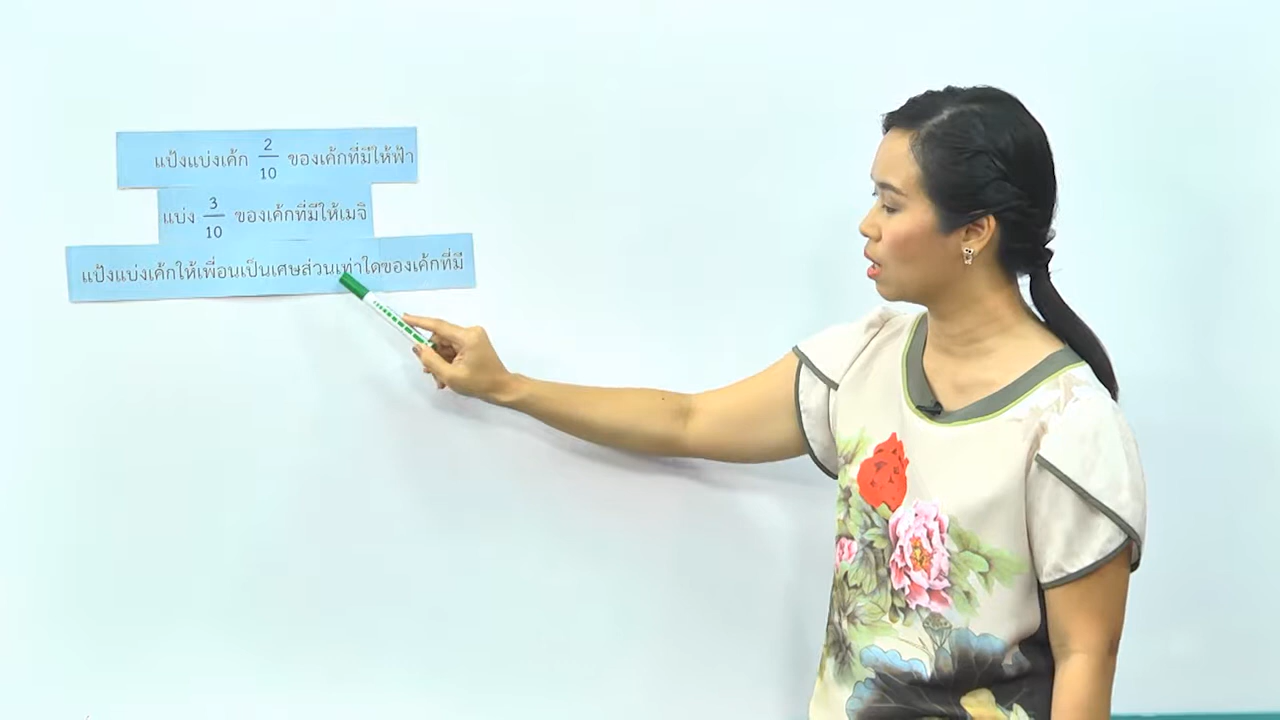 แป้งแบ่งเค้ก 2/10 ของเค้กที่มีให้ฟ้า
แบ่ง 3/10 ของเค้กที่มีให้เมจิ
แป้งแบ่งเค้กให้เพื่อนเป็นเศษส่วนเท่าใดของเค้กที่มี